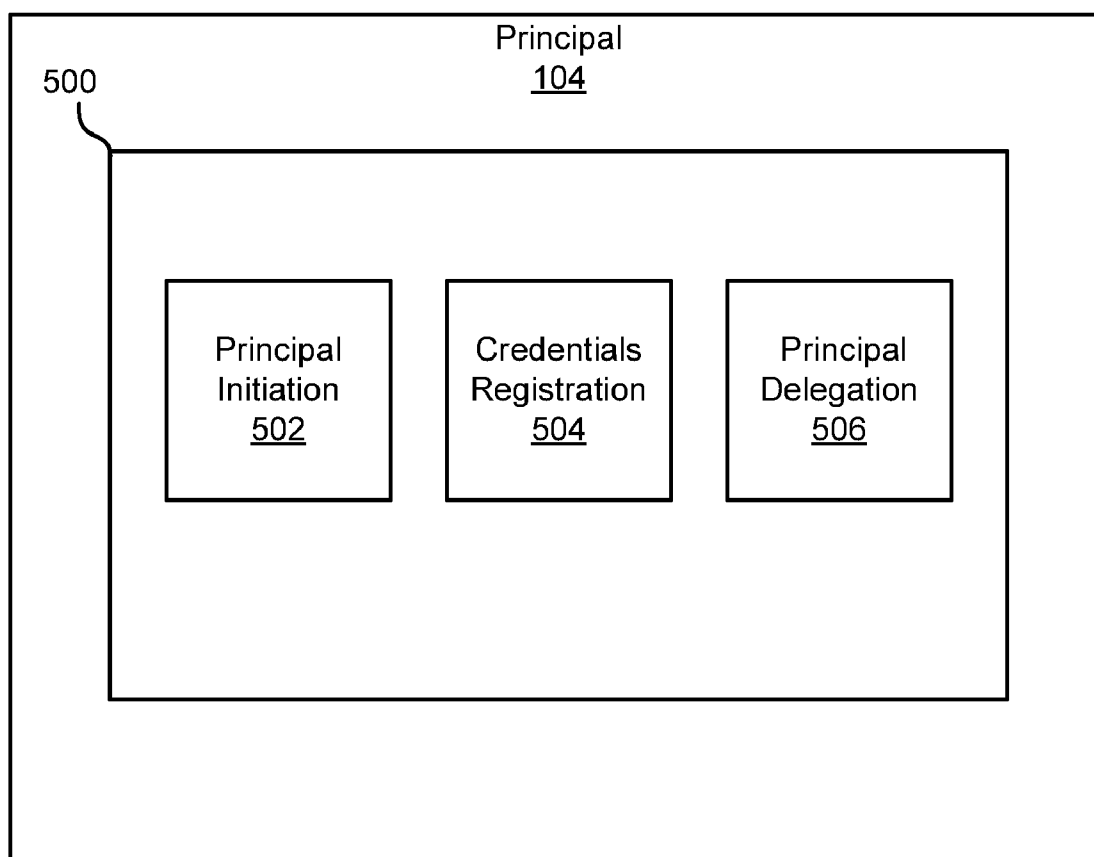 Principal
104
500
Principal
Initiation
502
Credentials
Registration
504
Principal
Delegation
506